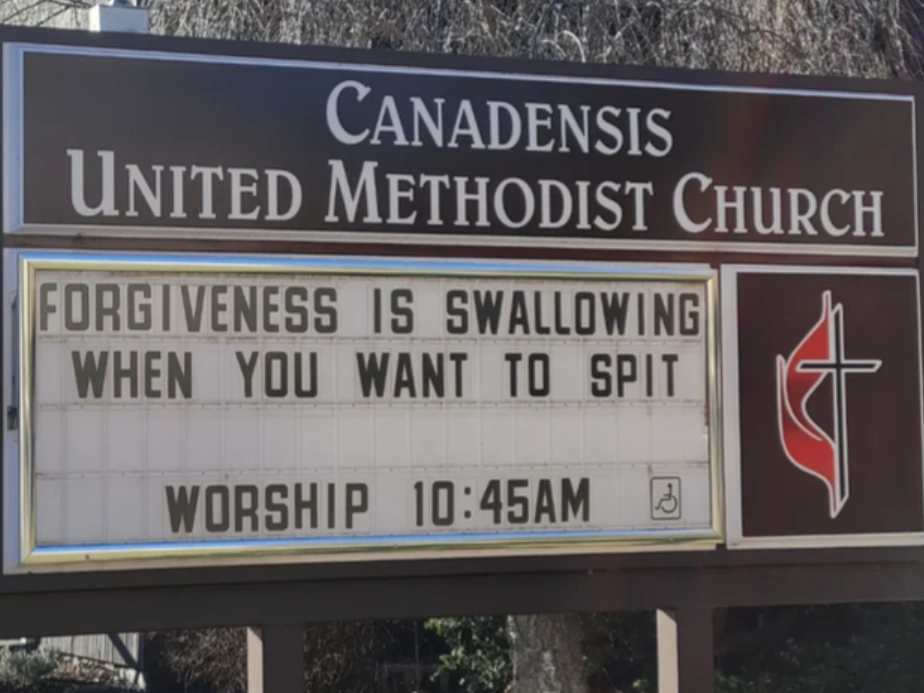 CANADENSIS
UNITED METHODIST CHURCH
FORGIVENESS IS SWALLOWING
WHEN YOU WANT TO SPIT
WORSHIP 10:45AM